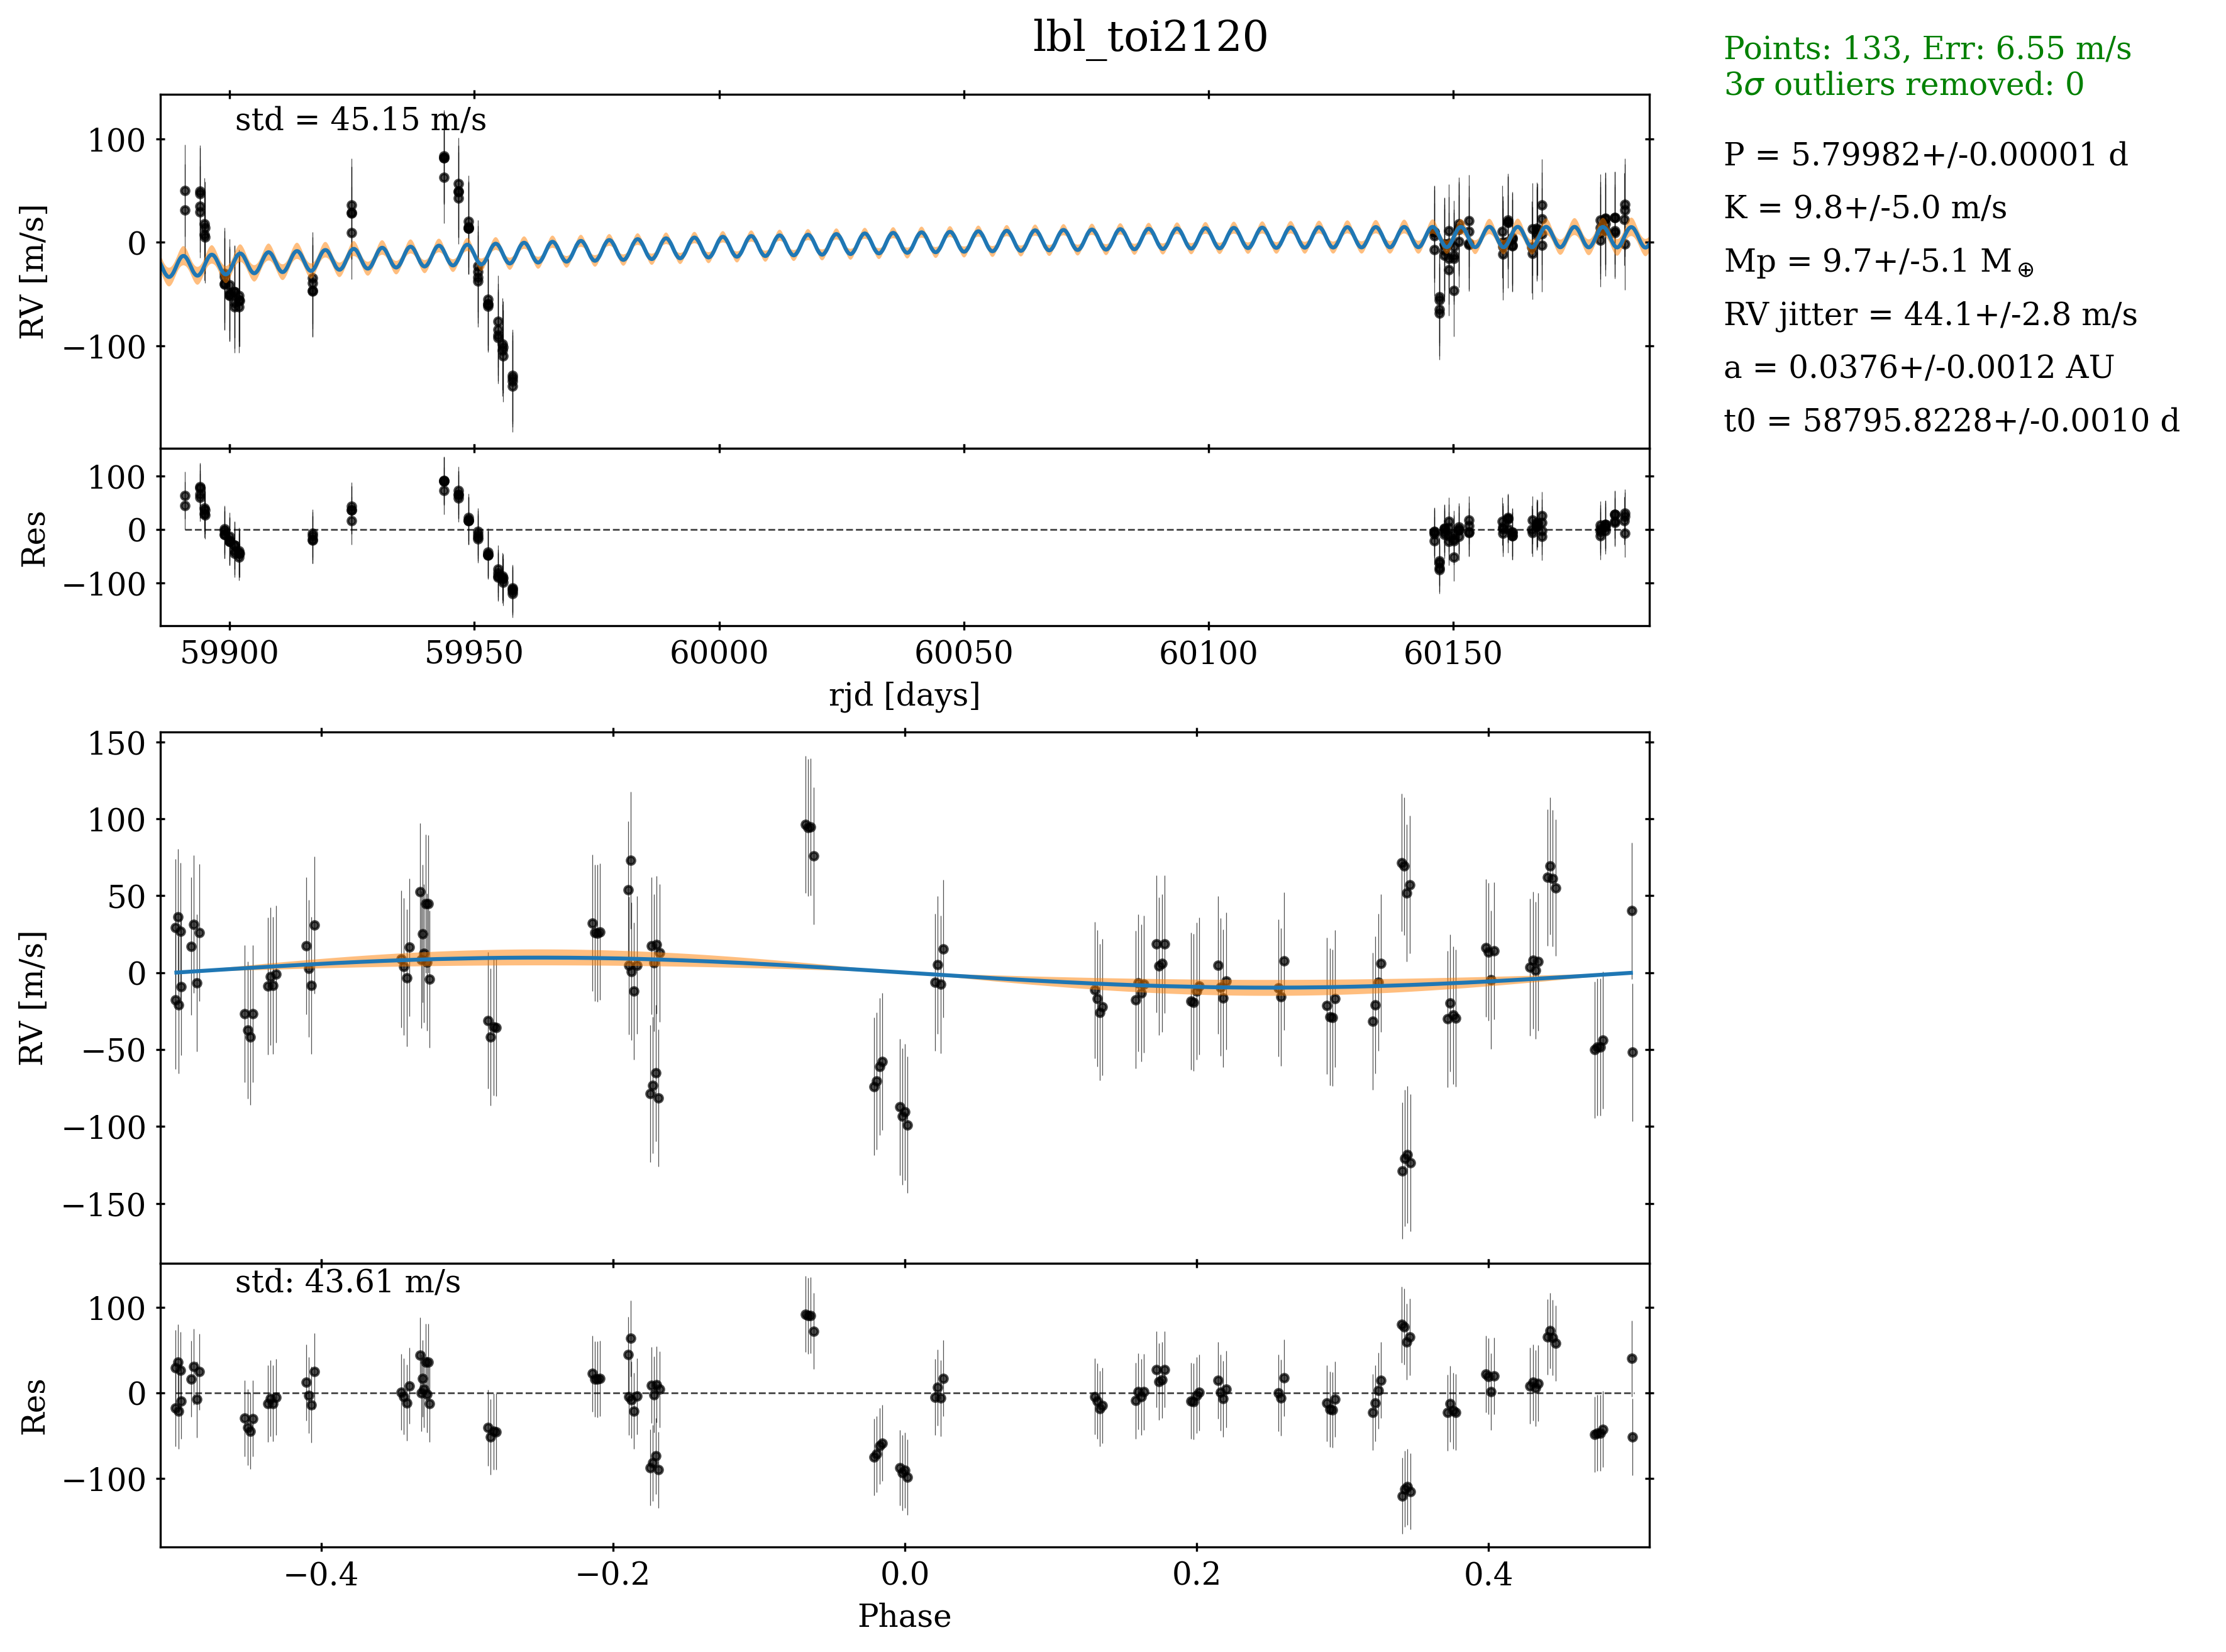 lbl_toi2120
Points: 133, Err: 6.55 m/s
3σ outliers removed: 0
P = 5.79982+/-0.00001 d
K = 9.8+/-5.0 m/s
Mp = 9.7+/-5.1 M⊕
RV jitter = 44.1+/-2.8 m/s
a = 0.0376+/-0.0012 AU
t0 = 58795.8228+/-0.0010 d
std = 45.15 m/s
RV [m/s]
100
0
−100
Res
100
0
−100
59900 59950 60000 60050 60100 60150
rjd [days]
RV [m/s]
150
100
50
0
−50
−100
−150
std: 43.61 m/s
Res
100
0
−100
−0.4 −0.2 0.0 0.2 0.4
Phase